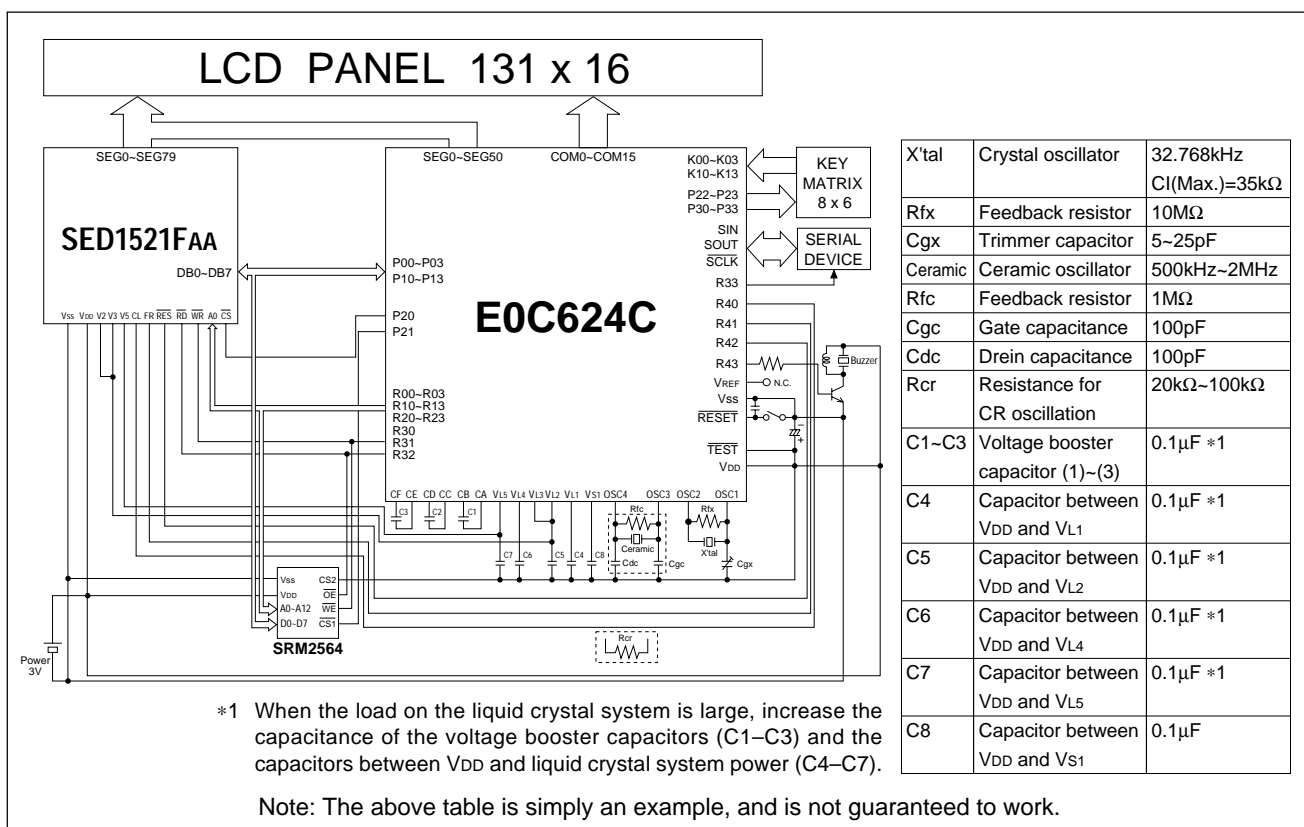 LCD PANEL 131 x 16
SEG0~SEG79
SEG0~SEG50
COM0~COM15
SED1521FAA
DB0~DB7
VSS VDD V2 V3 V5 CL FR RES RD WR A0 CS
E0C624C
P00~P03
P10~P13
P20
P21
R00~R03
R10~R13
R20~R23
R30
R31
R32
K00~K03
K10~K13
P22~P23
P30~P33
SIN
SOUT
SCLK
R33
R40
R41
R42
R43
VREF
VSS
RESET
TEST
VDD
KEY
MATRIX
8 x 6
SERIAL
DEVICE
Buzzer
N.C.
CF CE CD CC CB CA VL5 VL4 VL3 VL2 VL1 VS1 OSC4 OSC3 OSC2 OSC1
C3
C2
C1
C7
C6
C5
C4
C8
Rfc
Ceramic
Cdc
Cgc
Rfx
X'tal
Cgx
Rcr
Vss
VDD
A0~A12
D0~D7
CS2
OE
WE
CS1
SRM2564
Power
3V
−
+
X'tal Crystal oscillator 32.768kHz
CI(Max.)=35kΩ
Rfx Feedback resistor 10MΩ
Cgx Trimmer capacitor 5~25pF
Ceramic Ceramic oscillator 500kHz~2MHz
Rfc Feedback resistor 1MΩ
Cgc Gate capacitance 100pF
Cdc Drein capacitance 100pF
Rcr Resistance for 20kΩ~100kΩ
CR oscillation
C1~C3 Voltage booster 0.1µF *1
capacitor (1)~(3)
C4 Capacitor between 0.1µF *1
VDD and VL1
C5 Capacitor between 0.1µF *1
VDD and VL2
C6 Capacitor between 0.1µF *1
VDD and VL4
C7 Capacitor between 0.1µF *1
VDD and VL5
C8 Capacitor between 0.1µF
VDD and VS1
*1 When the load on the liquid crystal system is large, increase the
capacitance of the voltage booster capacitors (C1–C3) and the
capacitors between VDD and liquid crystal system power (C4–C7).
Note: The above table is simply an example, and is not guaranteed to work.